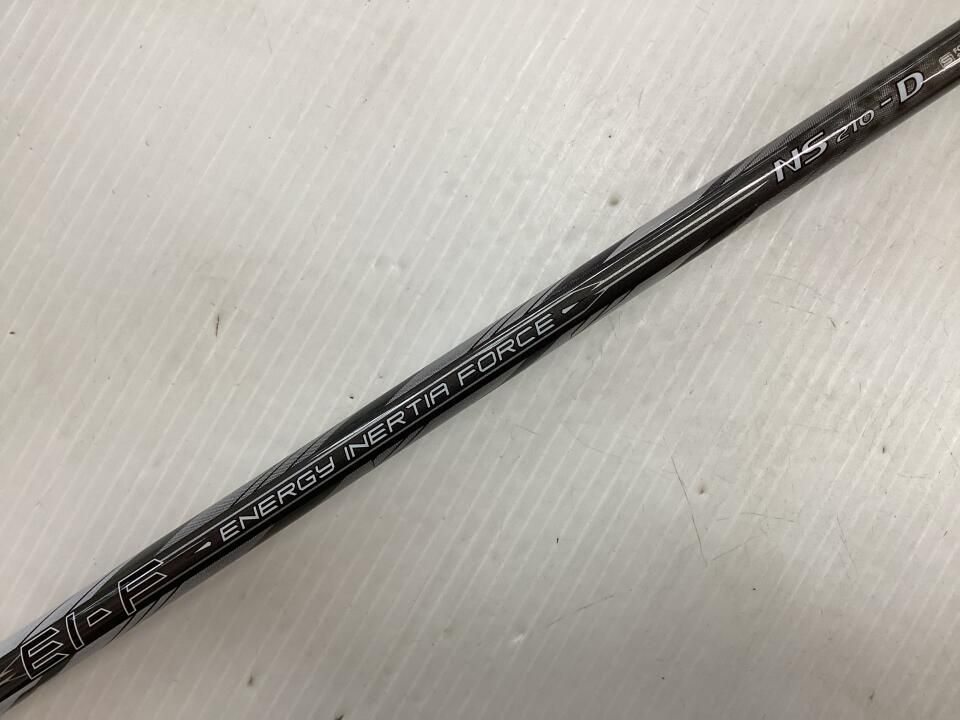 EI-F - ENERGY INERTIA FORCE - NS 210-D